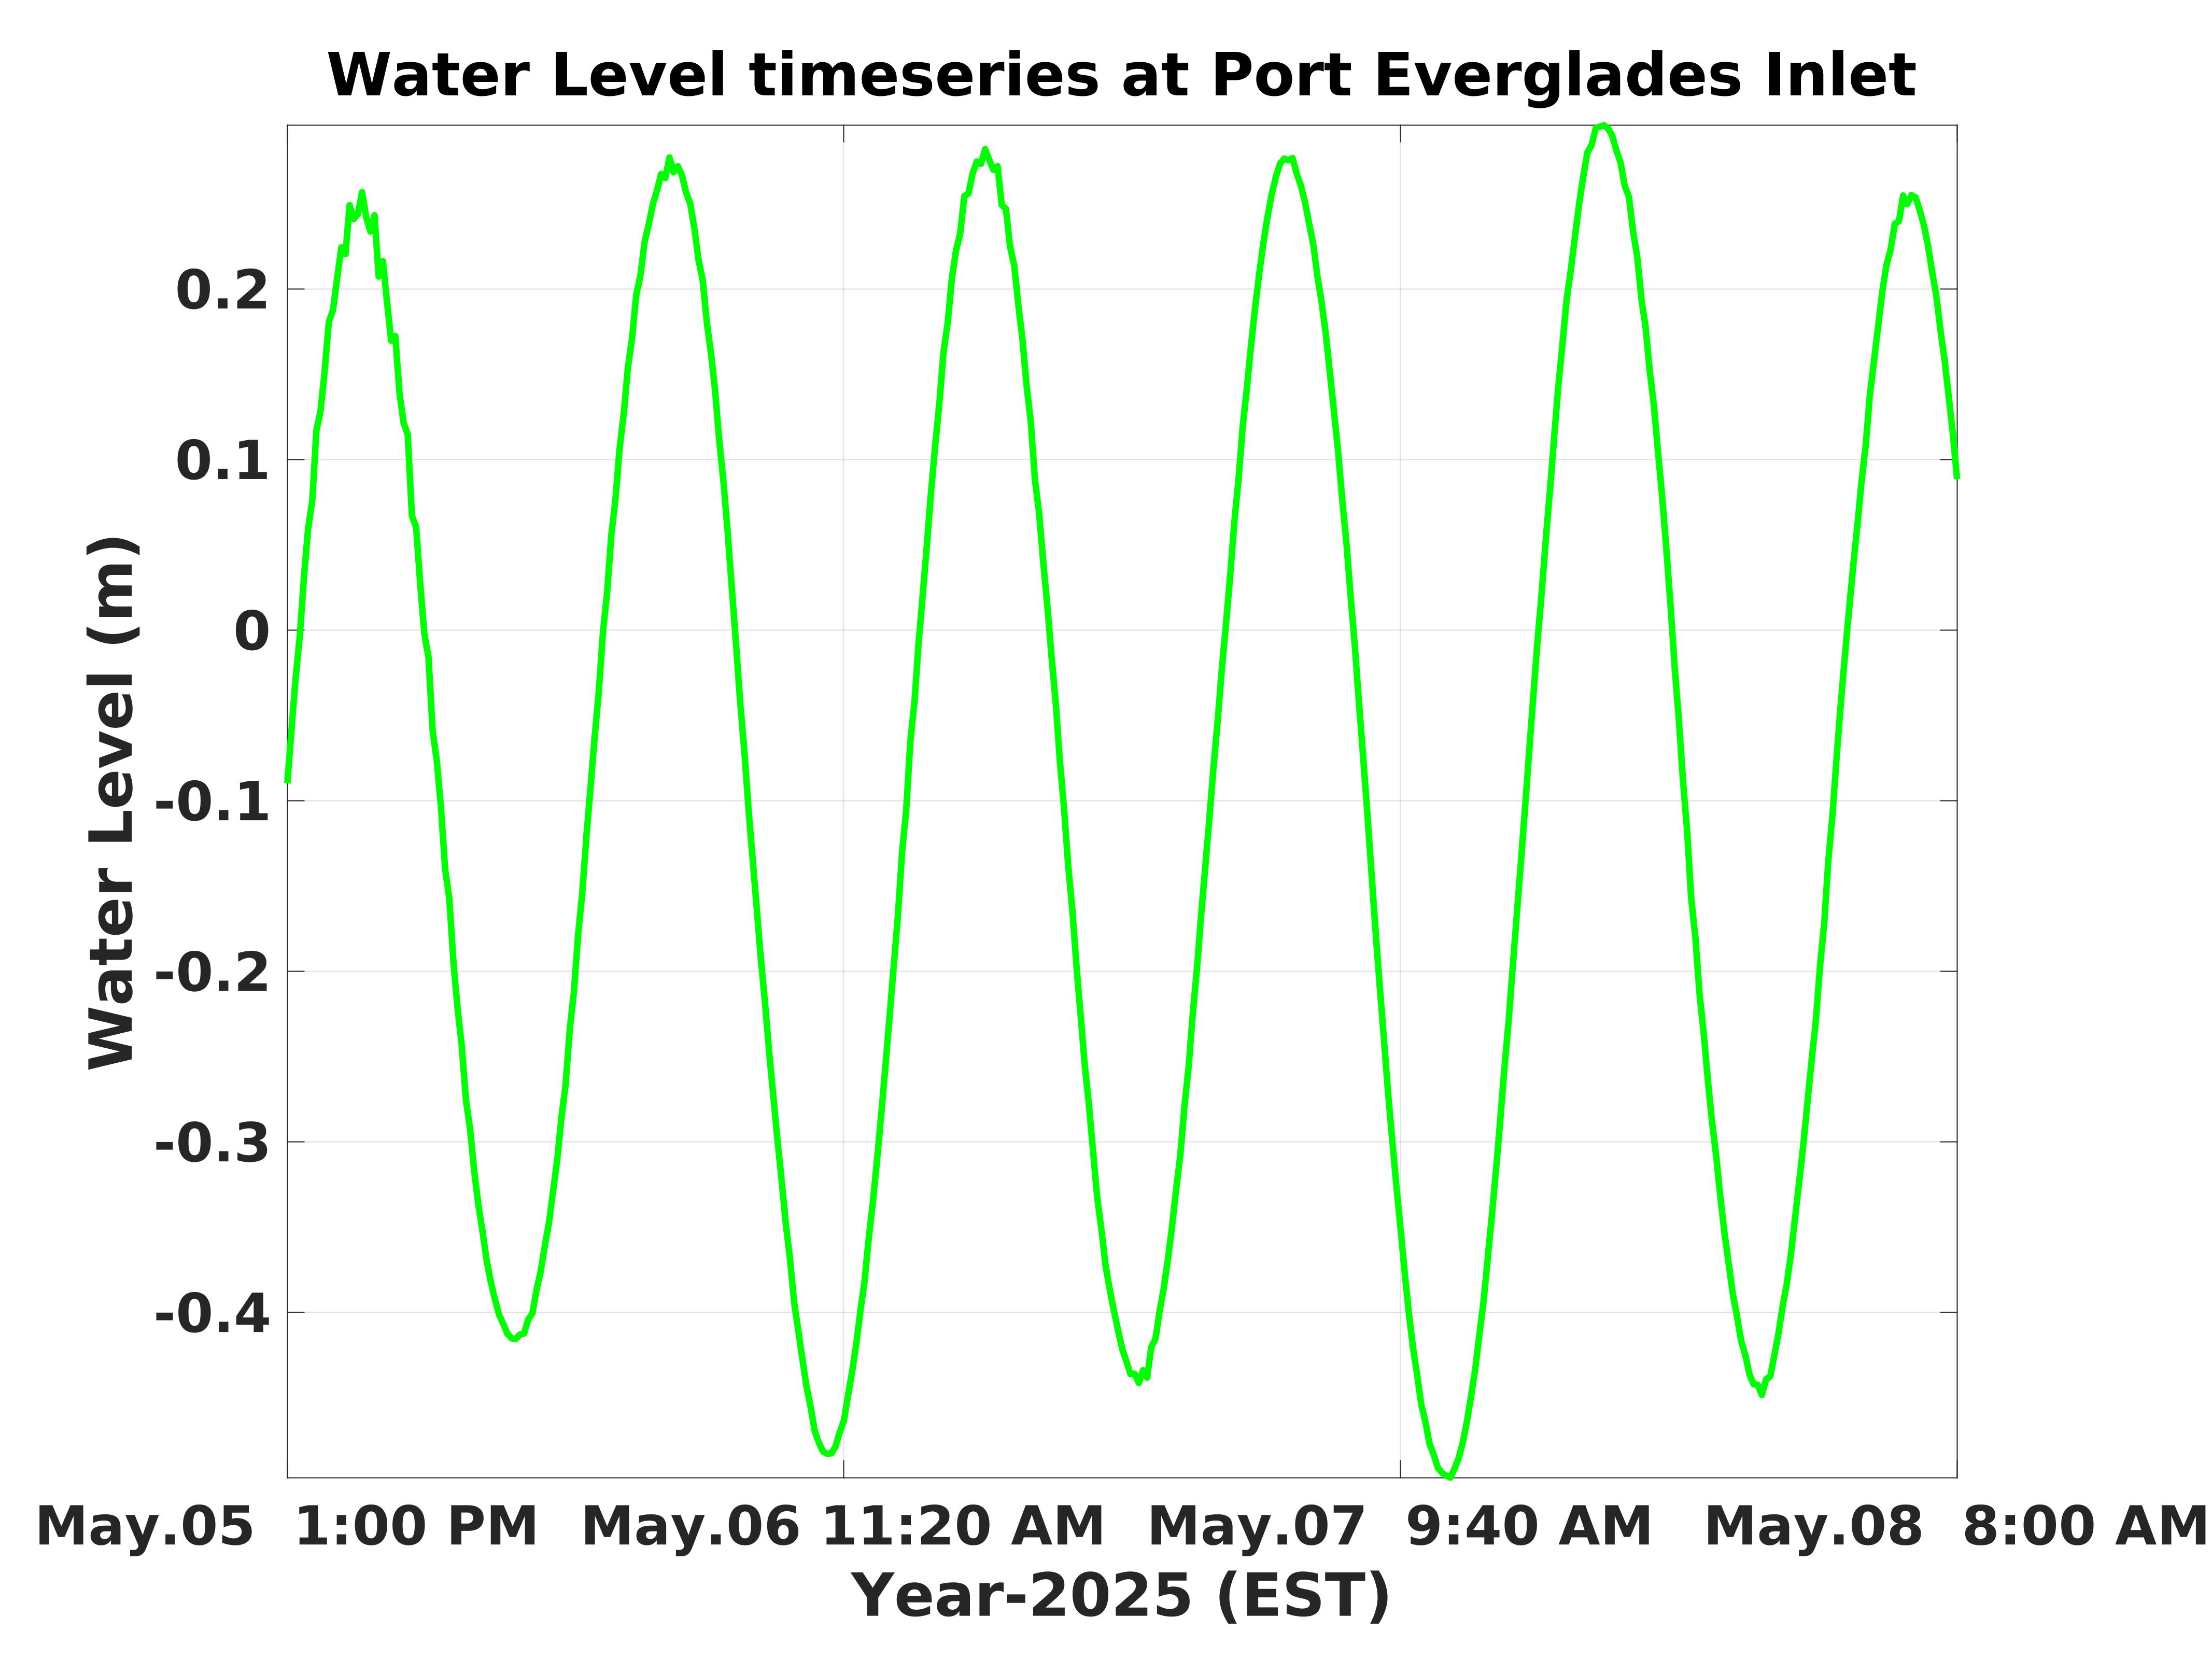 Water Level timeseries at Port Everglades Inlet
0.2
0.1
0
-0.1
-0.2
-0.3
-0.4
Water Level (m)
May.05 1:00 PM May.06 11:20 AM May.07 9:40 AM May.08 8:00 AM
Year-2025 (EST)